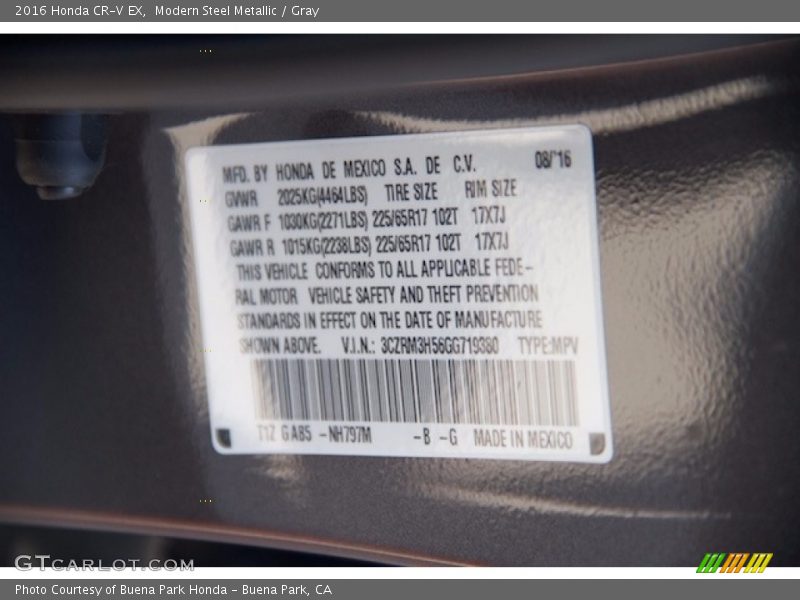 2016 Honda CR-V EX, Modern Steel Metallic / Gray
MFD. BY HONDA DE MEXICO S.A. DE C.V. 08/'16
GVWR 2025KG(4464LBS) TIRE SIZE RIM SIZE
GAWR F 1030KG(2271LBS) 225/65R17 102T 17X7J
GAWR R 1015KG(2238LBS) 225/65R17 102T 17X7J
THIS VEHICLE CONFORMS TO ALL APPLICABLE FEDE-
RAL MOTOR VEHICLE SAFETY AND THEFT PREVENTION
STANDARDS IN EFFECT ON THE DATE OF MANUFACTURE
SHOWN ABOVE. V.I.N.: 3CZRM3H56GG719380 TYPE:MPV
T1Z GAB5 -NH797M -B -G MADE IN MEXICO
GTCARLOT.COM
Photo Courtesy of Buena Park Honda - Buena Park, CA